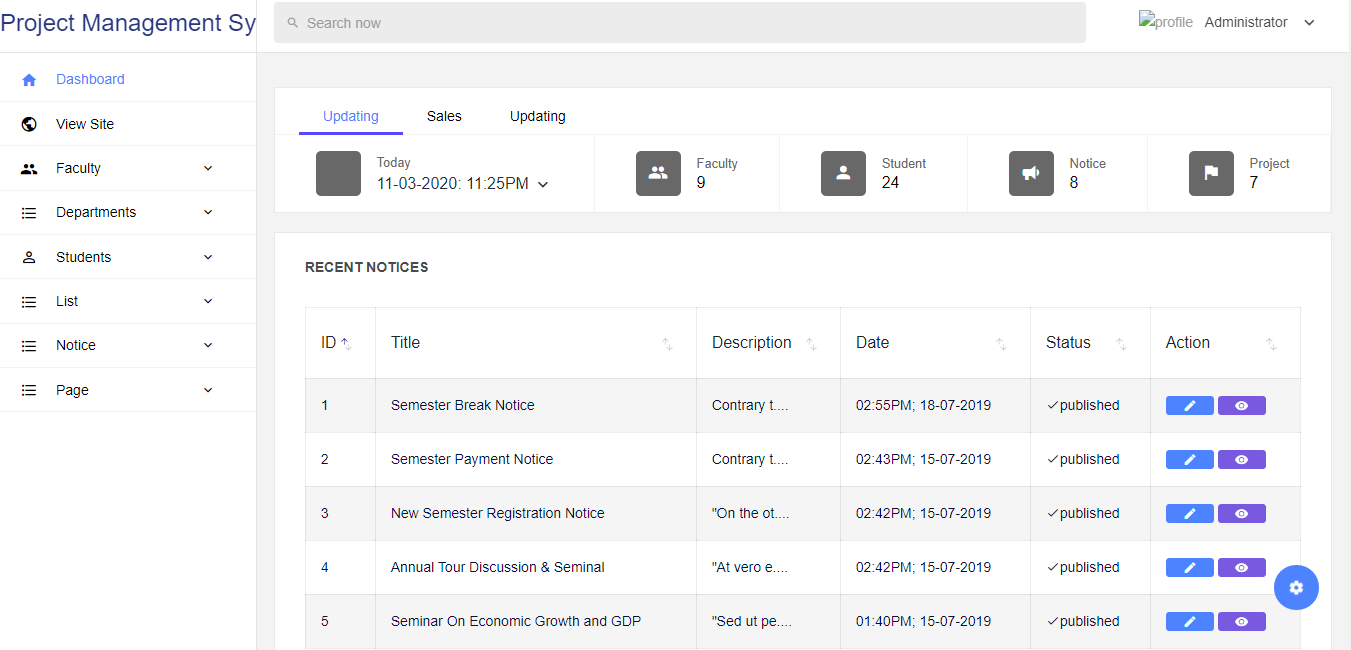 Project Management Sy
Search now
profile
Administrator
Dashboard
View Site
Faculty
Departments
Students
List
Notice
Page
Updating Sales Updating
Today
11-03-2020: 11:25PM
Faculty
9
Student
24
Notice
8
Project
7
RECENT NOTICES
ID Title Description Date Status Action
1 Semester Break Notice Contrary t.... 02:55PM; 18-07-2019 published
2 Semester Payment Notice Contrary t.... 02:43PM; 15-07-2019 published
3 New Semester Registration Notice "On the ot.... 02:42PM; 15-07-2019 published
4 Annual Tour Discussion & Seminal "At vero e.... 02:42PM; 15-07-2019 published
5 Seminar On Economic Growth and GDP "Sed ut pe.... 01:40PM; 15-07-2019 published